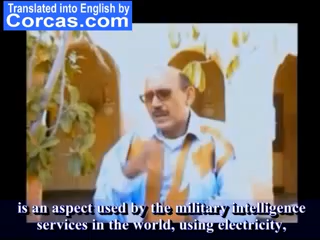 Translated into English by
Corcas.com
is an aspect used by the military intelligence
services in the world, using electricity,